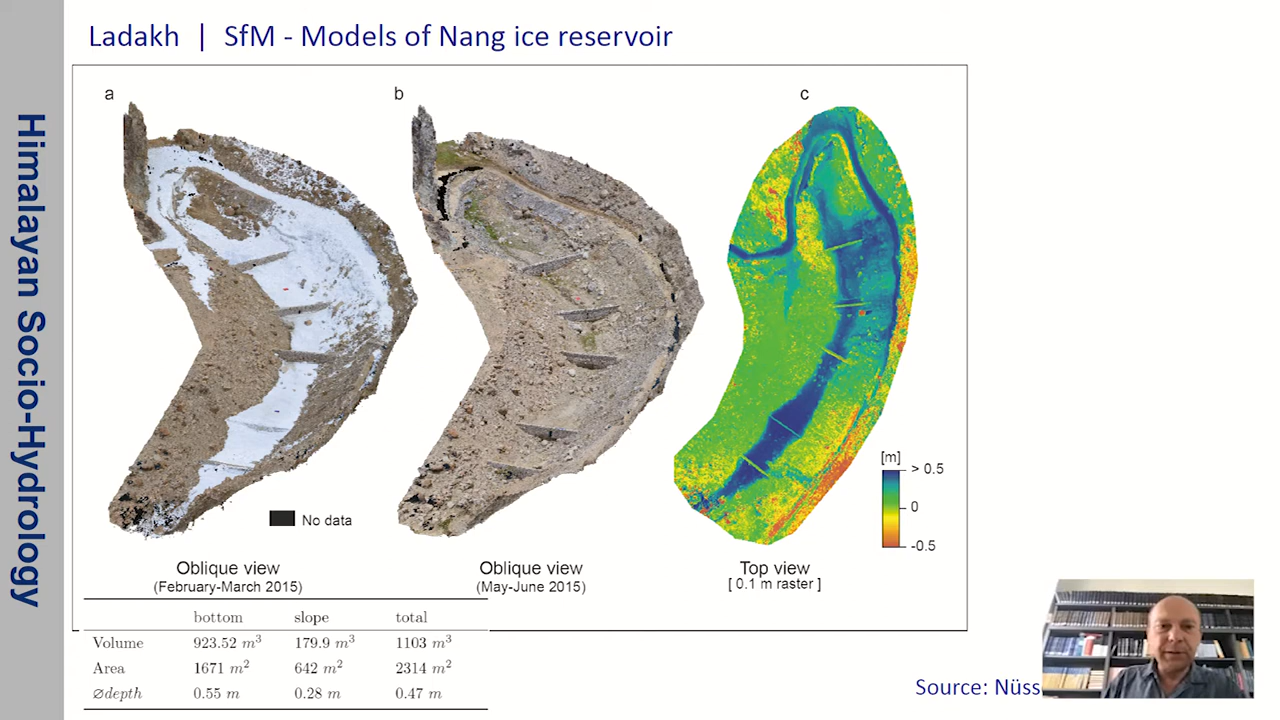 Ladakh | SfM - Models of Nang ice reservoir
Himalayan Socio-Hydrology
a
b
c
No data
[m]
> 0.5
0
-0.5
Oblique view
(February-March 2015)
Oblique view
(May-June 2015)
Top view
[ 0.1 m raster ]
bottom slope total
Volume 923.52 m³ 179.9 m³ 1103 m³
Area 1671 m² 642 m² 2314 m²
⌀depth 0.55 m 0.28 m 0.47 m
Source: Nüss